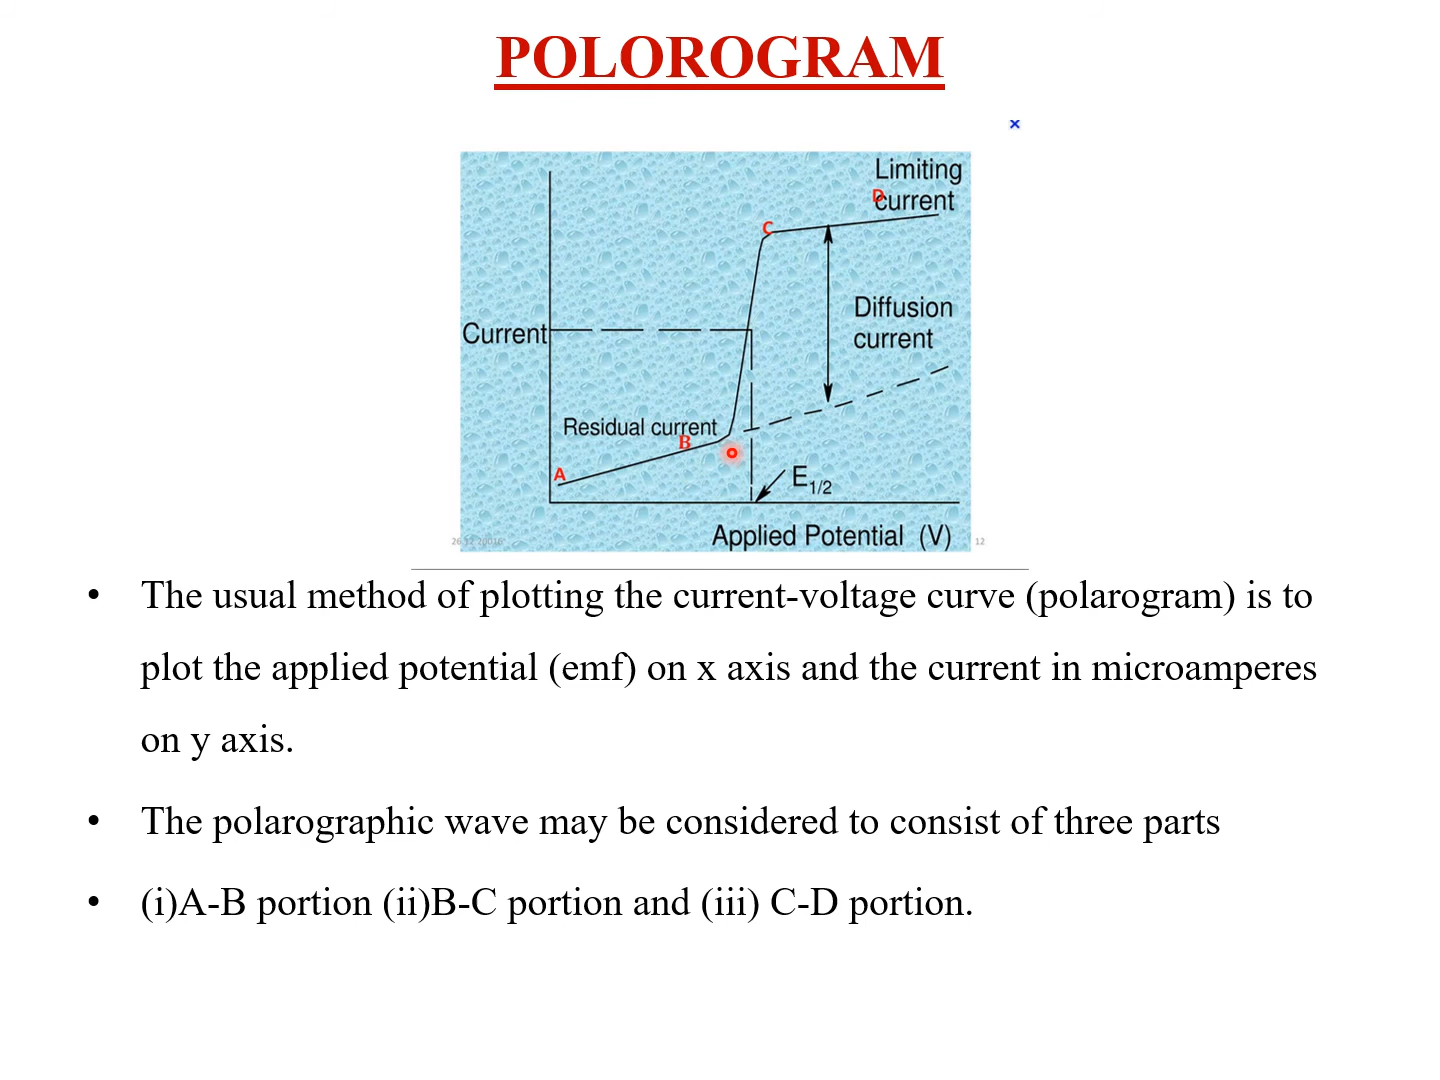 POLOROGRAM
×
Limiting
D
current
C
Diffusion
current
Current
Residual current
B
A
E1/2
Applied Potential (V)
12
• The usual method of plotting the current-voltage curve (polarogram) is to
plot the applied potential (emf) on x axis and the current in microamperes
on y axis.
• The polarographic wave may be considered to consist of three parts
• (i)A-B portion (ii)B-C portion and (iii) C-D portion.